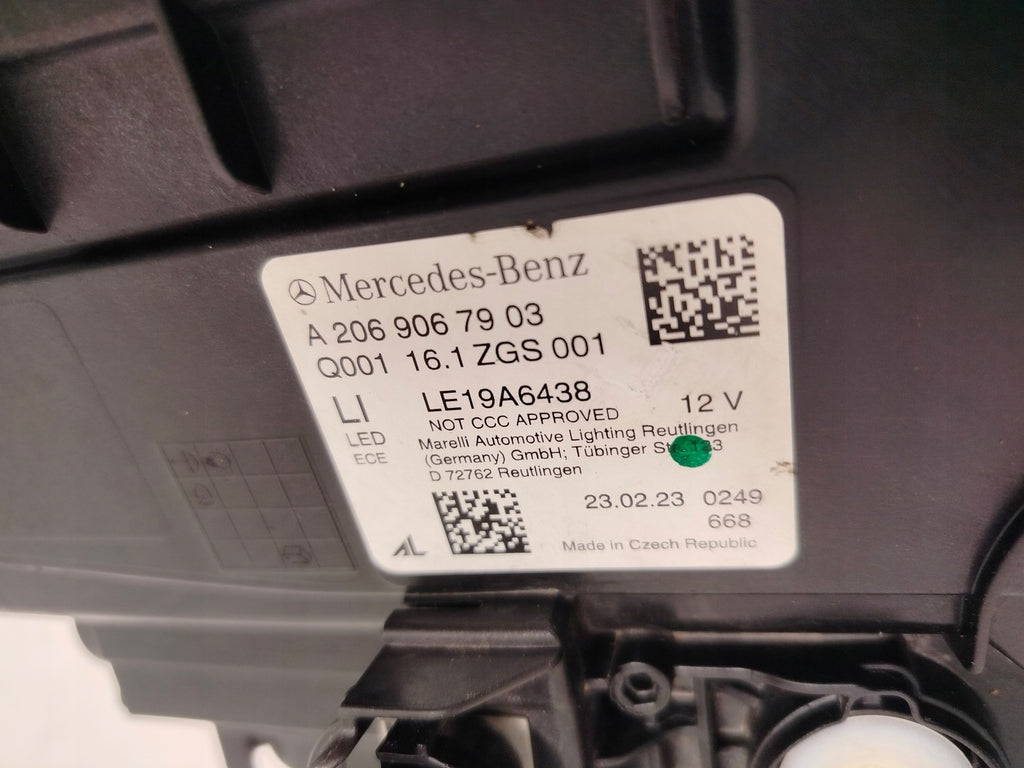 Mercedes-Benz
A 206 906 79 03
Q001 16.1 ZGS 001
LI LE19A6438 12 V
LED NOT CCC APPROVED
ECE Marelli Automotive Lighting Reutlingen
(Germany) GmbH; Tübinger Str. 123
D 72762 Reutlingen
23.02.23 0249
668
AL Made in Czech Republic